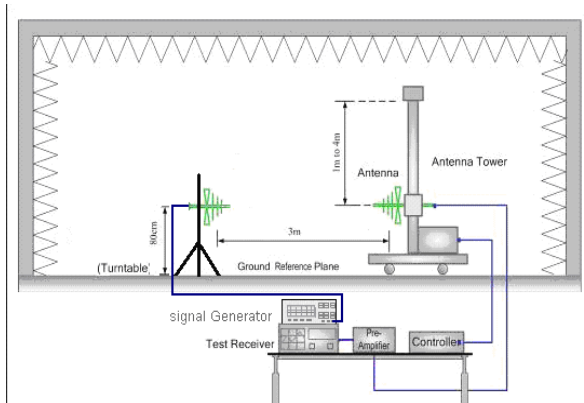 1m to 4m
Antenna Tower
Antenna
3m
80cm
(Turntable)
Ground Reference Plane
signal Generator
Test Receiver
Pre-
Amplifier
Controller